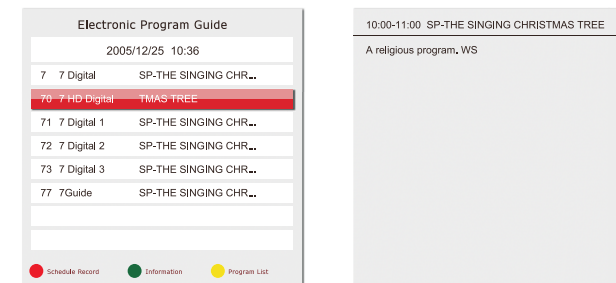 Electronic Program Guide
2005/12/25 10:36
7 7 Digital SP-THE SINGING CHR...
70 7 HD Digital TMAS TREE
71 7 Digital 1 SP-THE SINGING CHR...
72 7 Digital 2 SP-THE SINGING CHR...
73 7 Digital 3 SP-THE SINGING CHR...
77 7Guide SP-THE SINGING CHR...
Schedule Record Information Program List
10:00-11:00 SP-THE SINGING CHRISTMAS TREE
A religious program. WS